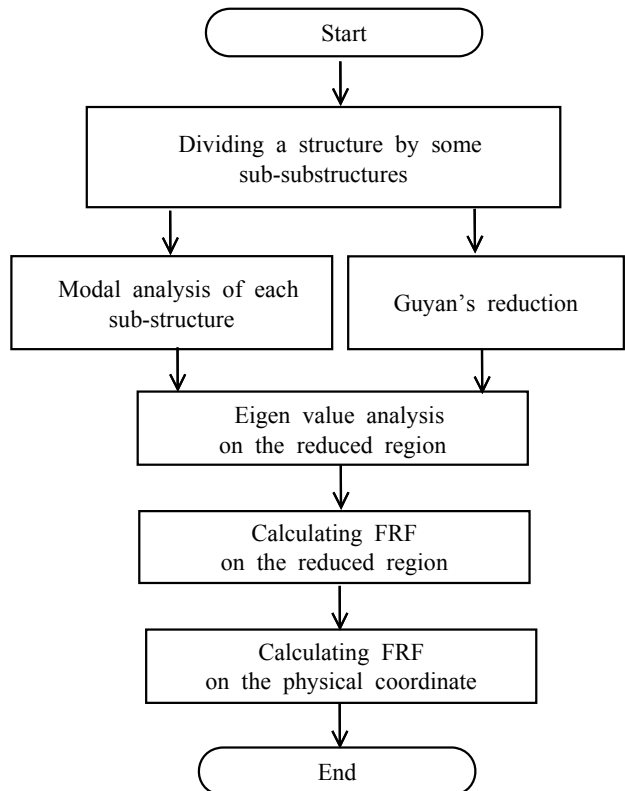 Start
Dividing a structure by some
sub-substructures
Modal analysis of each
sub-structure
Guyan's reduction
Eigen value analysis
on the reduced region
Calculating FRF
on the reduced region
Calculating FRF
on the physical coordinate
End